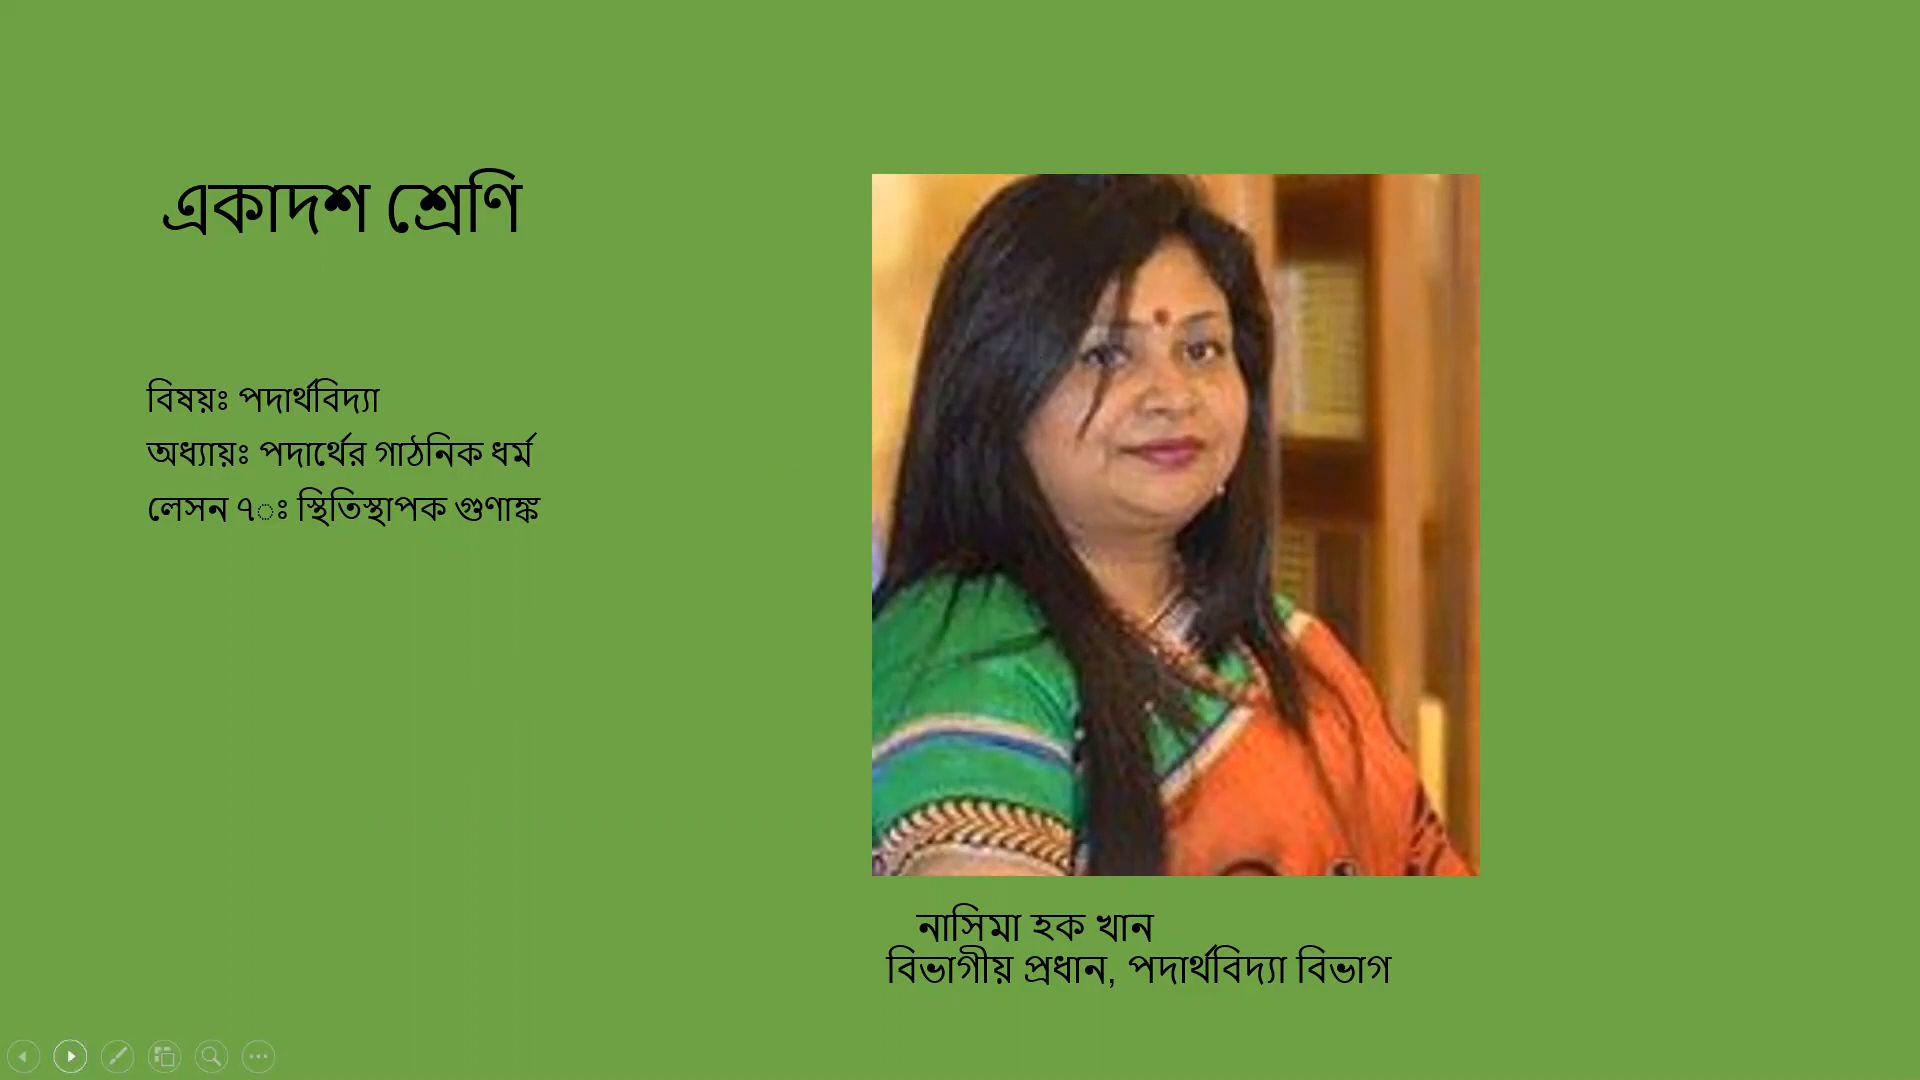 একাদশ শ্রেণি
বিষয়ঃ পদার্থবিদ্যা
অধ্যায়ঃ পদার্থের গাঠনিক ধর্ম
লেসন ৭ঃ স্থিতিস্থাপক গুণাঙ্ক
নাসিমা হক খান
বিভাগীয় প্রধান, পদার্থবিদ্যা বিভাগ